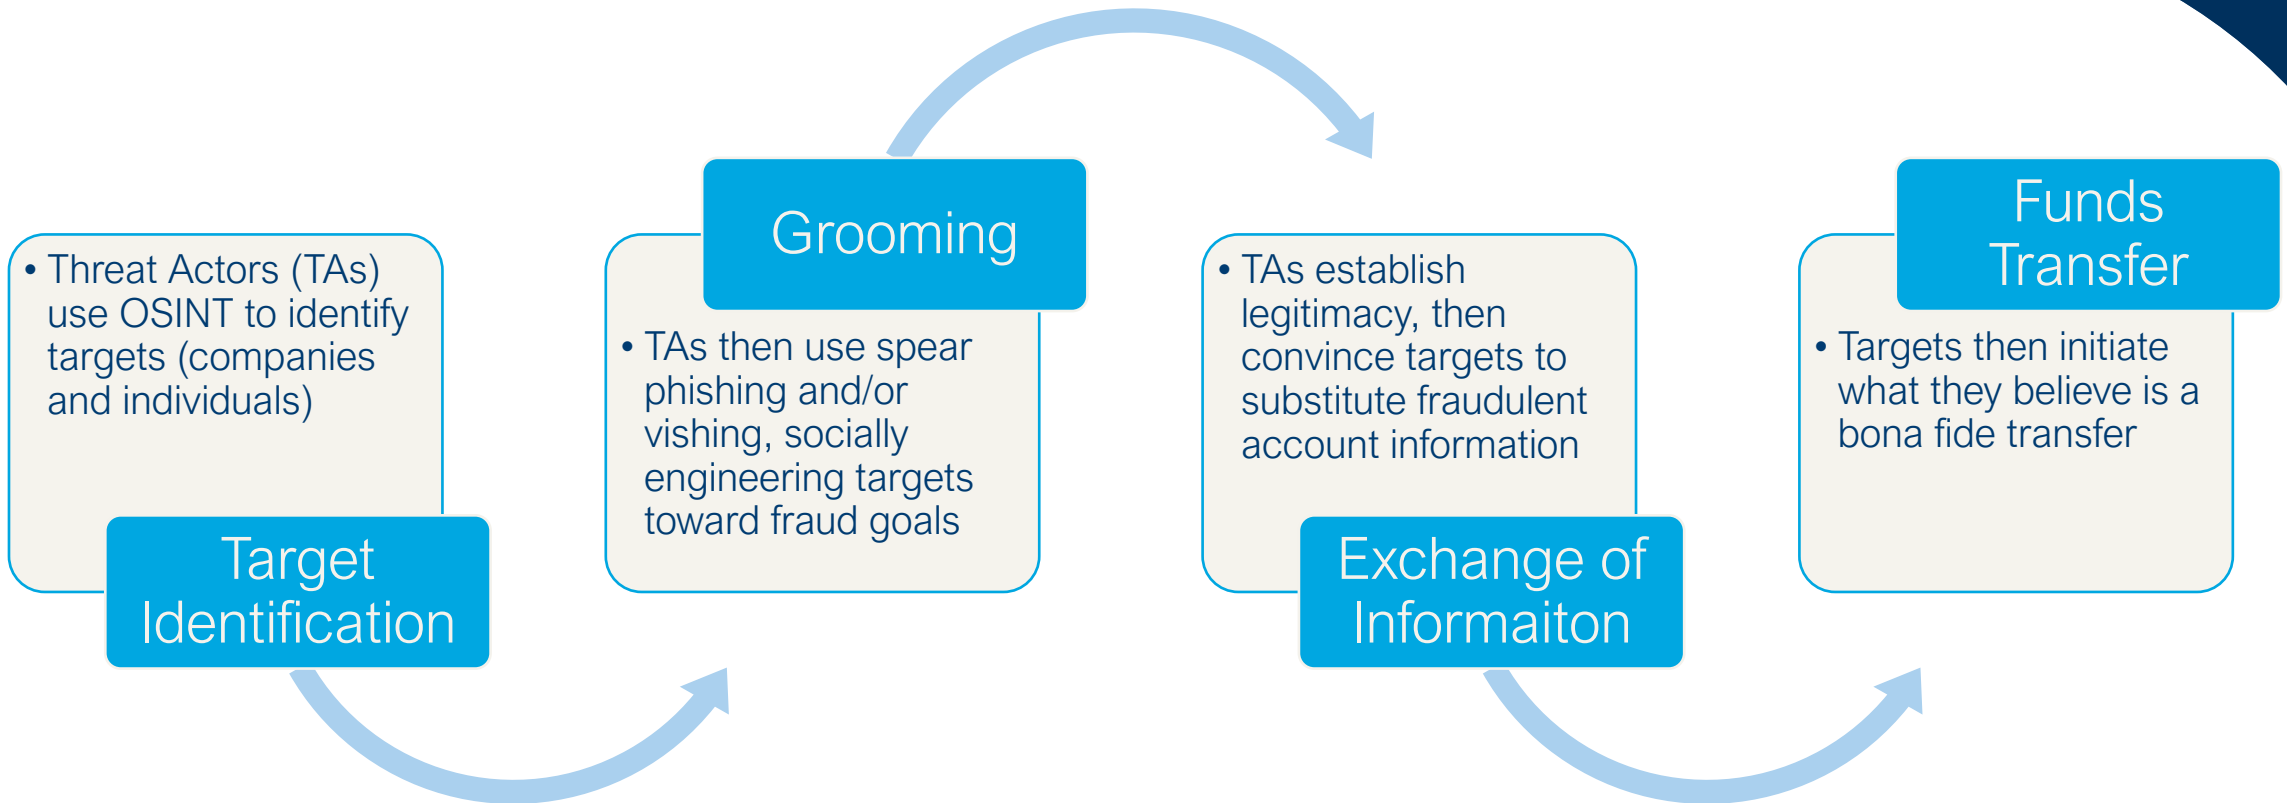 • Threat Actors (TAs)
use OSINT to identify
targets (companies
and individuals)
Target
Identification
Grooming
• TAs then use spear
phishing and/or
vishing, socially
engineering targets
toward fraud goals
• TAs establish
legitimacy, then
convince targets to
substitute fraudulent
account information
Exchange of
Informaiton
Funds
Transfer
• Targets then initiate
what they believe is a
bona fide transfer